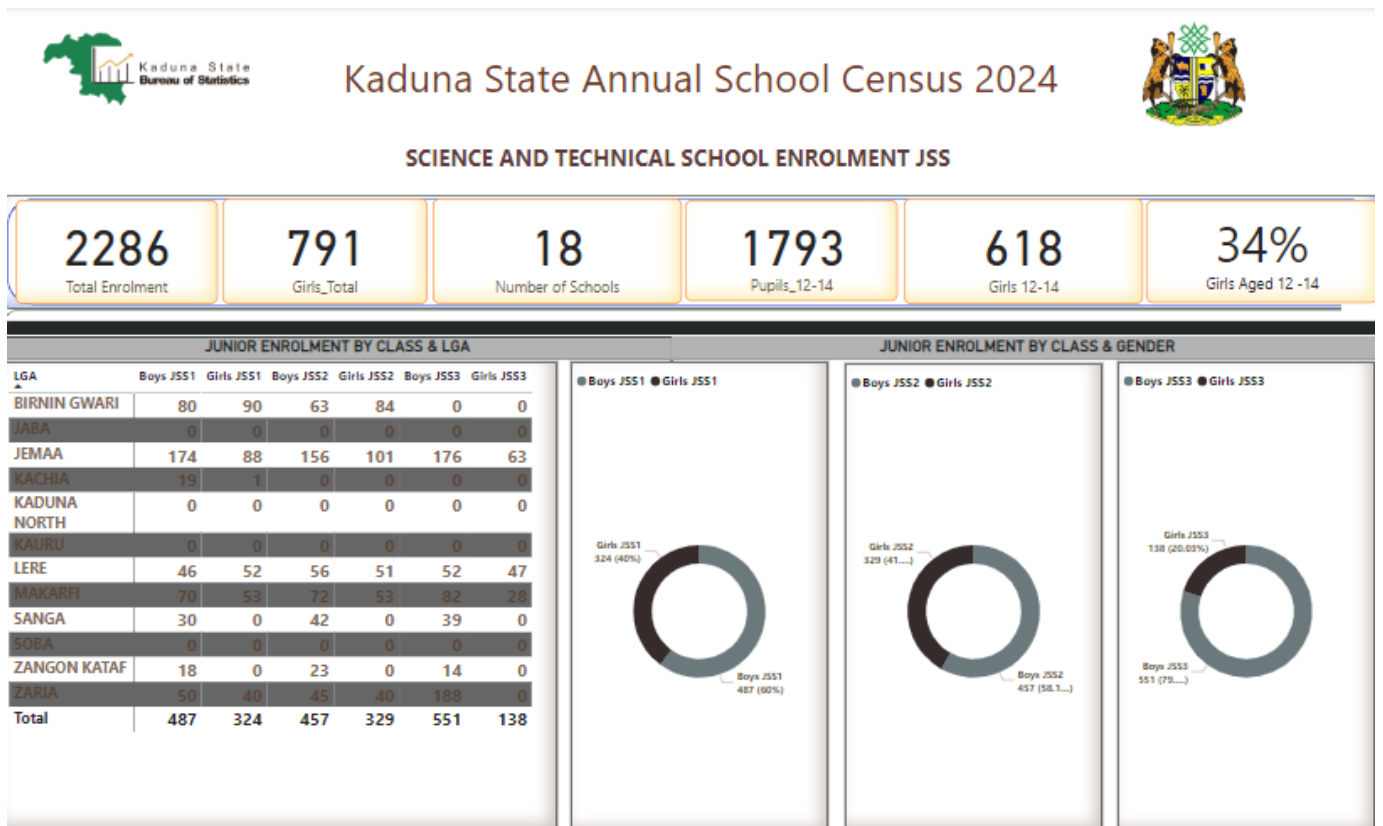 Kaduna State
Bureau of Statistics
Kaduna State Annual School Census 2024
SCIENCE AND TECHNICAL SCHOOL ENROLMENT JSS
2286 791 18 1793 618 34%
Total Enrolment Girls_Total Number of Schools Pupils_12-14 Girls 12-14 Girls Aged 12 -14
JUNIOR ENROLMENT BY CLASS & LGA
LGA Boys JSS1 Girls JSS1 Boys JSS2 Girls JSS2 Boys JSS3 Girls JSS3
BIRNIN GWARI 80 90 63 84 0 0
JABA 0 0 0 0 0 0
JEMAA 174 88 156 101 176 63
KACHIA 19 1 0 0 0 0
KADUNA NORTH 0 0 0 0 0 0
KAURU 0 0 0 0 0 0
LERE 46 52 56 51 52 47
MAKARFI 70 53 72 53 82 28
SANGA 30 0 42 0 39 0
SOBA 0 0 0 0 0 0
ZANGON KATAF 18 0 23 0 14 0
ZARIA 50 40 45 40 188 0
Total 487 324 457 329 551 138
JUNIOR ENROLMENT BY CLASS & GENDER
Boys JSS1 Girls JSS1
Girls JSS1
324 (40%)
Boys JSS1
487 (60%)
Boys JSS2 Girls JSS2
Girls JSS2
329 (41....)
Boys JSS2
457 (58.1...)
Boys JSS3 Girls JSS3
Girls JSS3
138 (20.03%)
Boys JSS3
551 (79....)